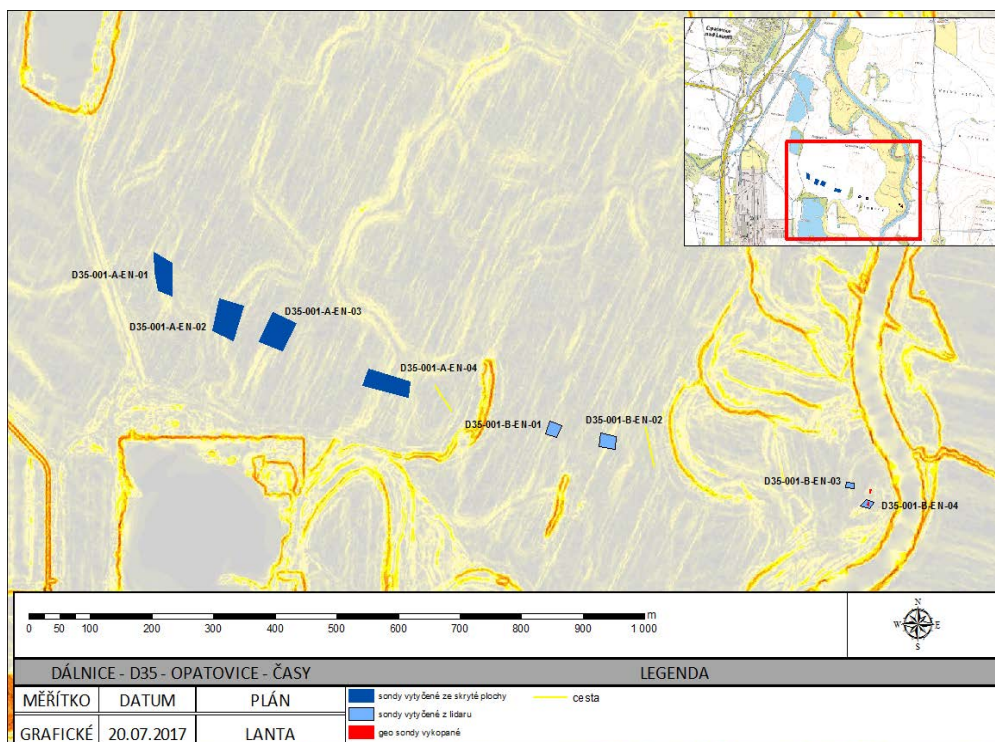 Opatovice
nad Labem
D35-001-A-EN-01
D35-001-A-EN-02
D35-001-A-EN-03
D35-001-A-EN-04
D35-001-B-EN-01
D35-001-B-EN-02
D35-001-B-EN-03
D35-001-B-EN-04
m
0 50 100 200 300 400 500 600 700 800 900 1 000
N
W E
S
DÁLNICE - D35 - OPATOVICE - ČASY
LEGENDA
MĚŘÍTKO DATUM PLÁN
GRAFICKÉ 20.07.2017 LANTA
sondy vytyčené ze skryté plochy
cesta
sondy vytyčené z lidaru
geo sondy vykopané